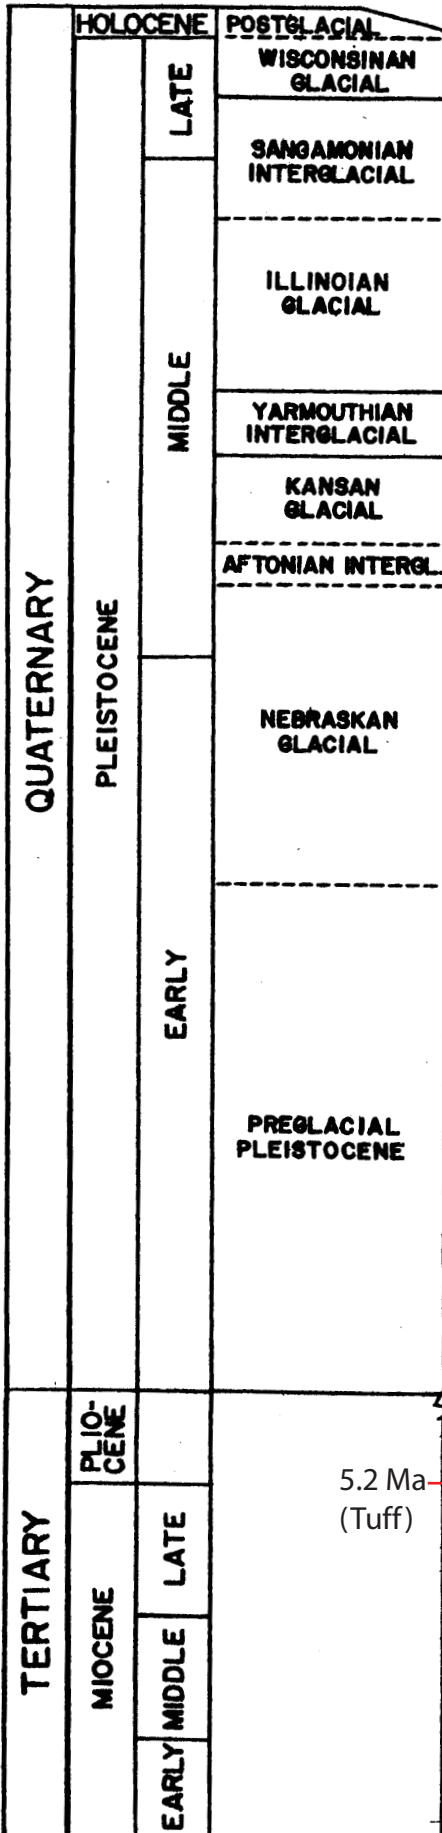 HOLOCENE
POSTGLACIAL
WISCONSINAN
GLACIAL
LATE
SANGAMONIAN
INTERGLACIAL
ILLINOIAN
GLACIAL
MIDDLE
YARMOUTHIAN
INTERGLACIAL
KANSAN
GLACIAL
AFTONIAN INTERGL.
QUATERNARY
PLEISTOCENE
NEBRASKAN
GLACIAL
EARLY
PREGLACIAL
PLEISTOCENE
PLIO-
CENE
5.2 Ma
(Tuff)
TERTIARY
MIOCENE
LATE
MIDDLE
EARLY